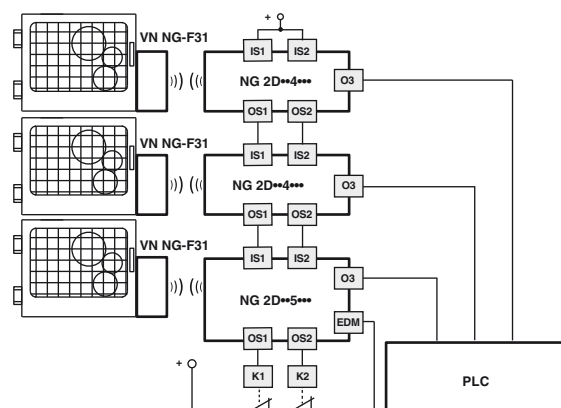 +
VN NG-F31
IS1 IS2
NG 2D••4•••
O3
OS1 OS2
VN NG-F31
IS1 IS2
NG 2D••4•••
O3
OS1 OS2
VN NG-F31
IS1 IS2
O3
NG 2D••5•••
EDM
OS1 OS2
+
K1 K2
PLC